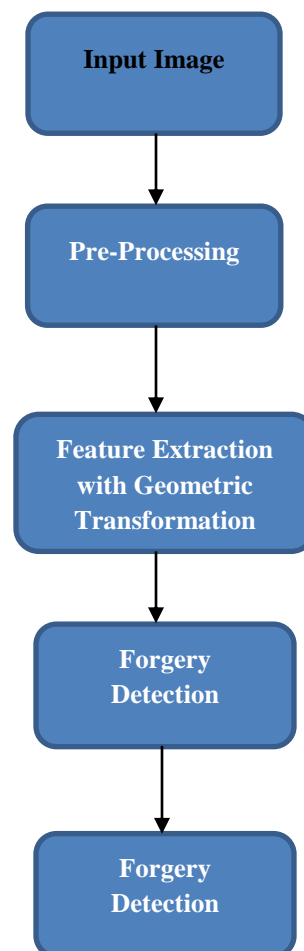 Input Image
Pre-Processing
Feature Extraction
with Geometric
Transformation
Forgery
Detection
Forgery
Detection